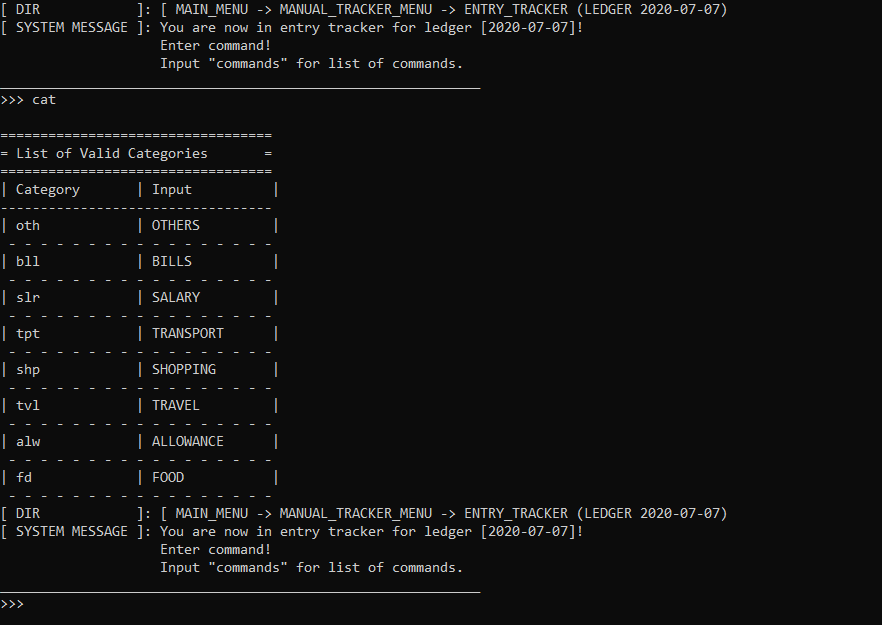 [ DIR            ]: [ MAIN_MENU -> MANUAL_TRACKER_MENU -> ENTRY_TRACKER (LEDGER 2020-07-07)
[ SYSTEM MESSAGE ]: You are now in entry tracker for ledger [2020-07-07]!
                    Enter command!
                    Input "commands" for list of commands.
____________________________________________________________
>>> cat
==================================
= List of Valid Categories       =
==================================
| Category       | Input          |
----------------------------------
| oth            | OTHERS         |
 - - - - - - - - - - - - - - - - -
| bll            | BILLS          |
 - - - - - - - - - - - - - - - - -
| slr            | SALARY         |
 - - - - - - - - - - - - - - - - -
| tpt            | TRANSPORT      |
 - - - - - - - - - - - - - - - - -
| shp            | SHOPPING       |
 - - - - - - - - - - - - - - - - -
| tvl            | TRAVEL         |
 - - - - - - - - - - - - - - - - -
| alw            | ALLOWANCE      |
 - - - - - - - - - - - - - - - - -
| fd             | FOOD           |
 - - - - - - - - - - - - - - - - -
[ DIR            ]: [ MAIN_MENU -> MANUAL_TRACKER_MENU -> ENTRY_TRACKER (LEDGER 2020-07-07)
[ SYSTEM MESSAGE ]: You are now in entry tracker for ledger [2020-07-07]!
                    Enter command!
                    Input "commands" for list of commands.
____________________________________________________________
>>>